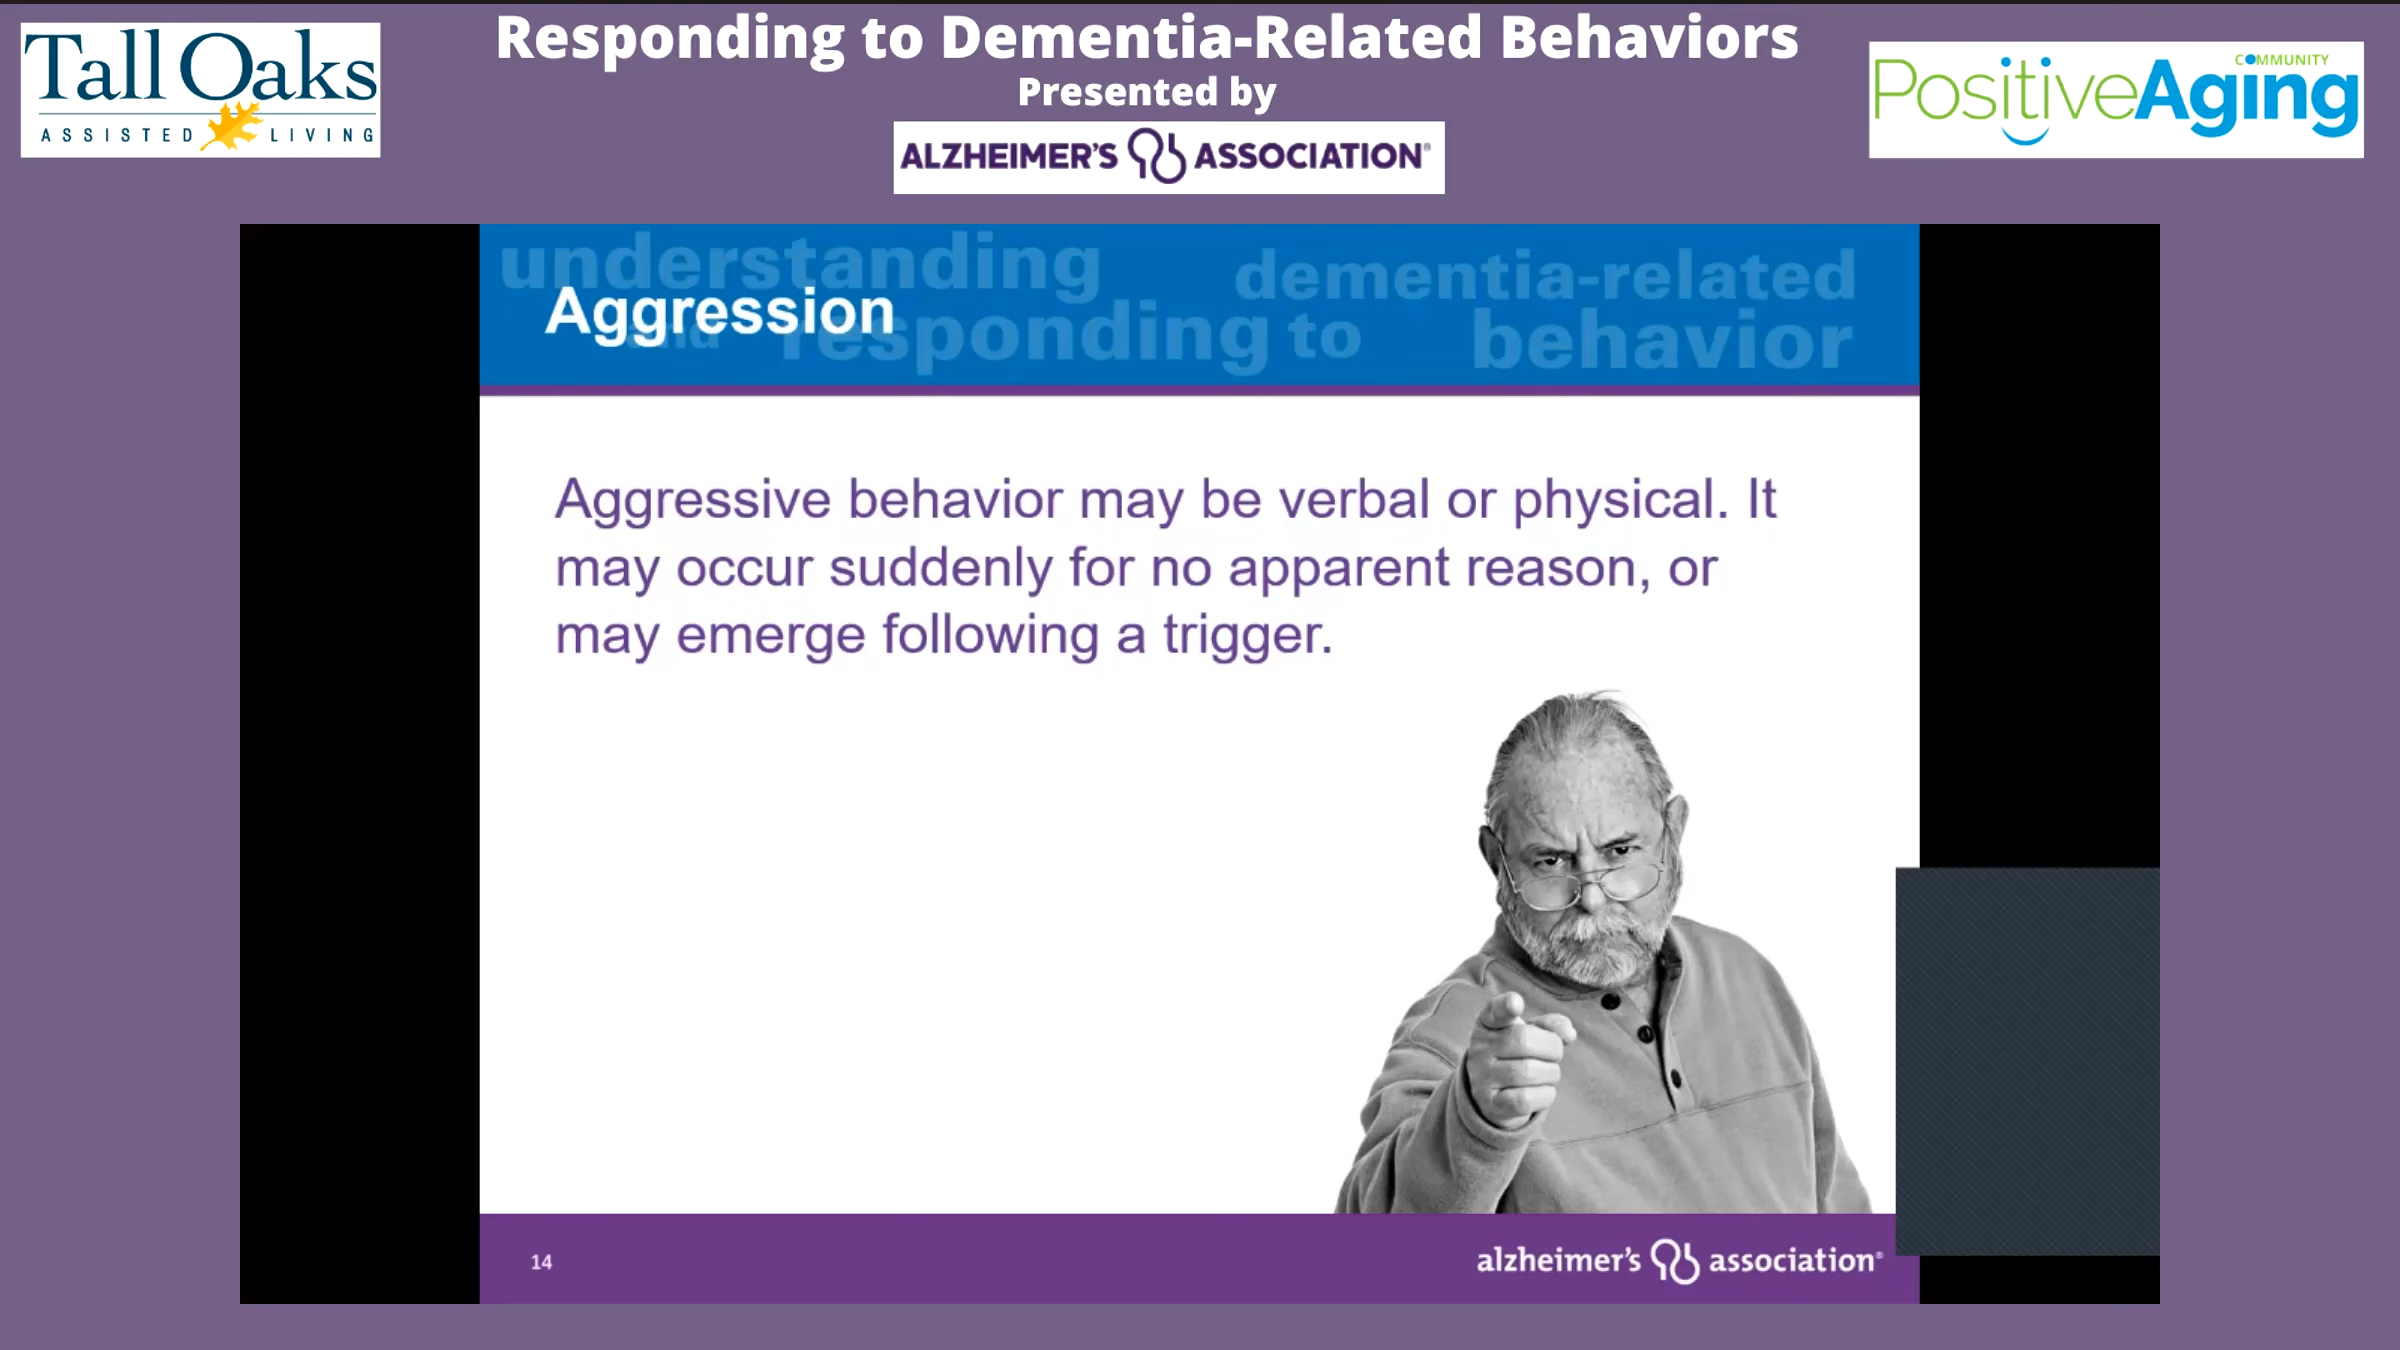 Tall Oaks
ASSISTED LIVING
Responding to Dementia-Related Behaviors
Presented by
ALZHEIMER'S ASSOCIATION®
COMMUNITY
PositiveAging
understanding dementia-related
and responding to behavior
Aggression
Aggressive behavior may be verbal or physical. It
may occur suddenly for no apparent reason, or
may emerge following a trigger.
14
alzheimer's association®